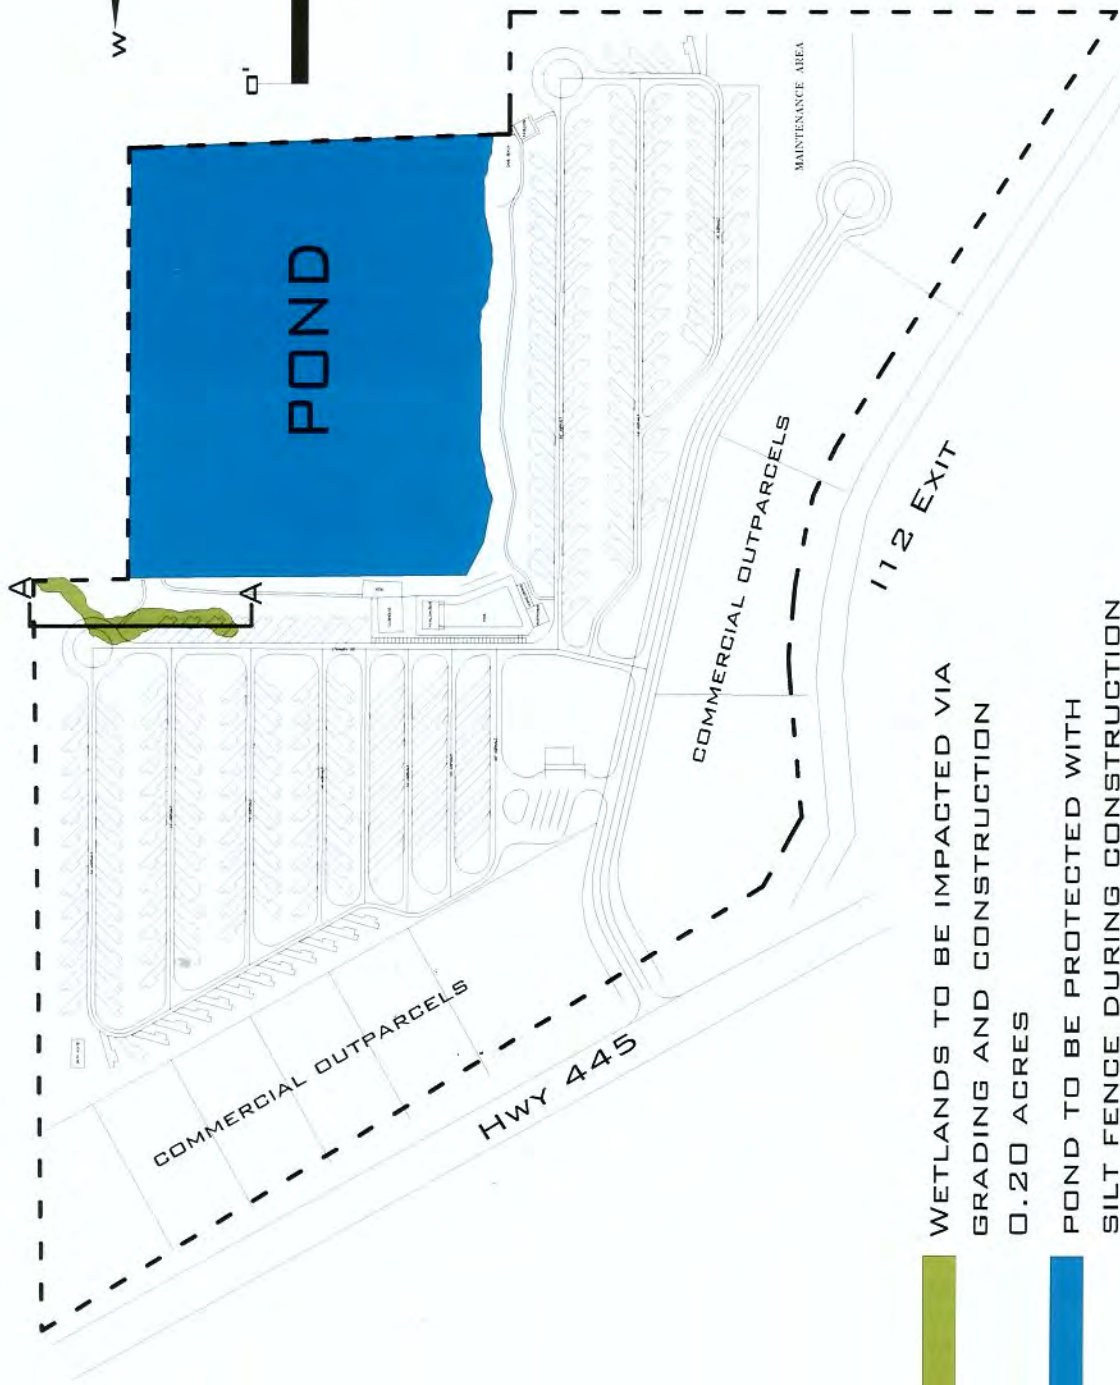 W
0'
POND
A
A
MAINTENANCE AREA
COMMERCIAL OUTPARCELS
I12 EXIT
COMMERCIAL OUTPARCELS
HWY 445
WETLANDS TO BE IMPACTED VIA
GRADING AND CONSTRUCTION
0.20 ACRES
POND TO BE PROTECTED WITH
SILT FENCE DURING CONSTRUCTION